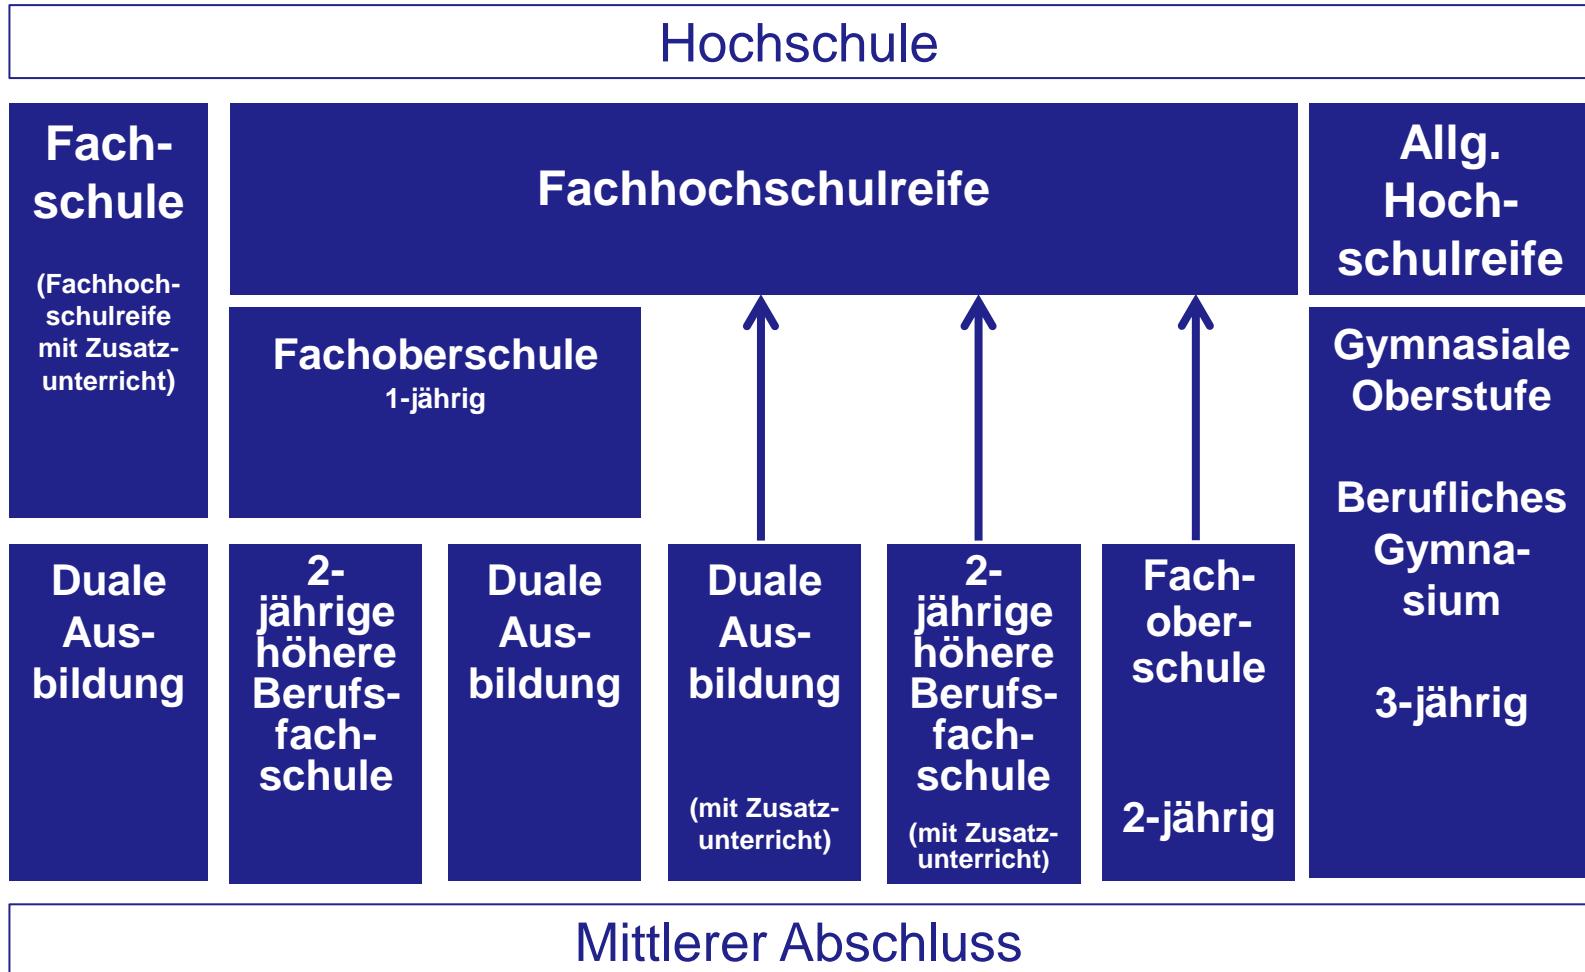 Hochschule
Fach-
schule
(Fachhoch-
schulreife
mit Zusatz-
unterricht)
Fachhochschulreife
Allg.
Hoch-
schulreife
Fachoberschule
1-jährig
Gymnasiale
Oberstufe
Berufliches
Gymna-
sium
3-jährig
Duale
Aus-
bildung
2-
jährige
höhere
Berufs-
fach-
schule
Duale
Aus-
bildung
Duale
Aus-
bildung
(mit Zusatz-
unterricht)
2-
jährige
höhere
Berufs-
fach-
schule
(mit Zusatz-
unterricht)
Fach-
ober-
schule
2-jährig
Mittlerer Abschluss